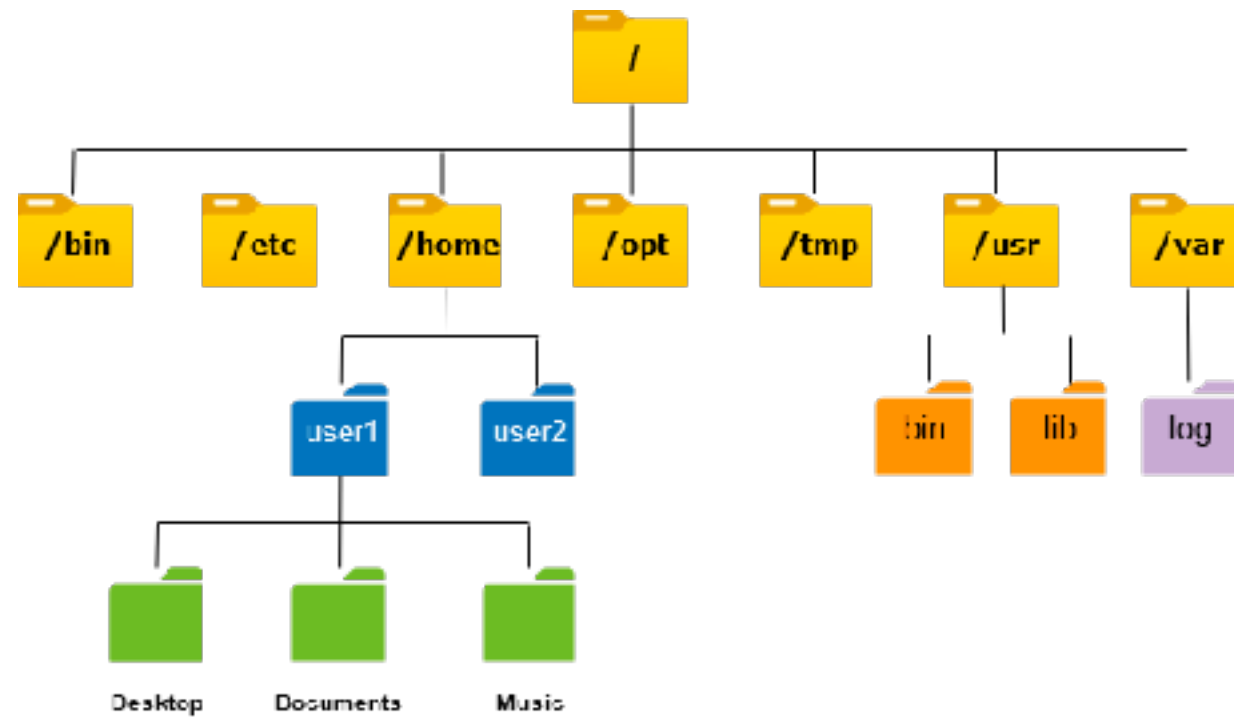 /
/bin /etc /home /opt /tmp /usr /var
user1 user2 bin lib log
Desktop Documents Music